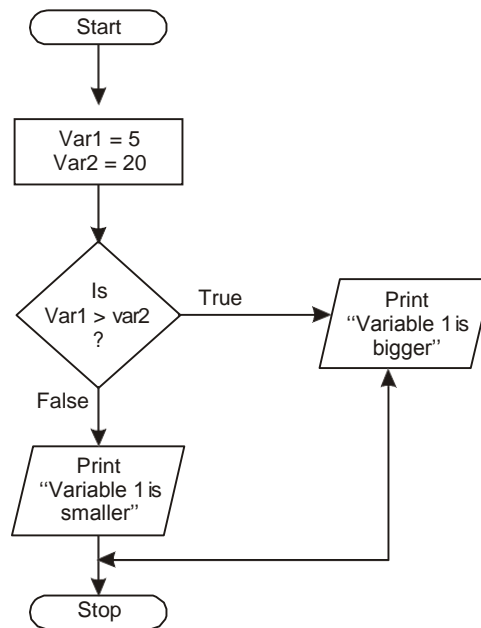 Start
Var1 = 5
Var2 = 20
Is
Var1 > var2
?
True
Print
“Variable 1 is
bigger”
False
Print
“Variable 1 is
smaller”
Stop